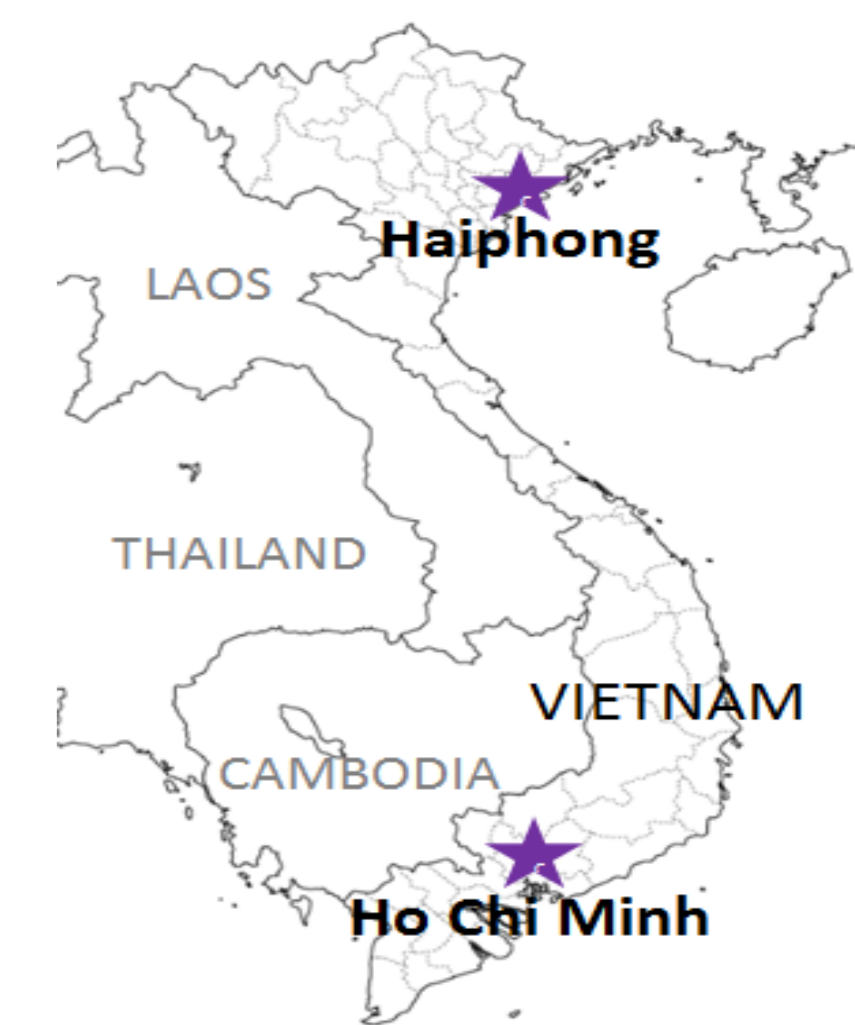 Haiphong
LAOS
THAILAND
VIETNAM
CAMBODIA
Ho Chi Minh